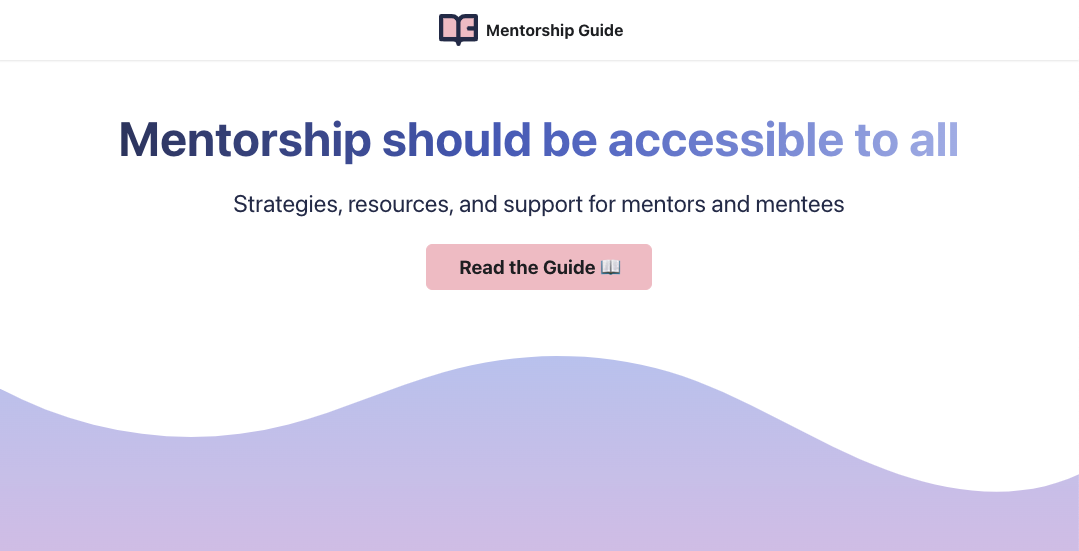 Mentorship Guide
Mentorship should be accessible to all
Strategies, resources, and support for mentors and mentees
Read the Guide 📖